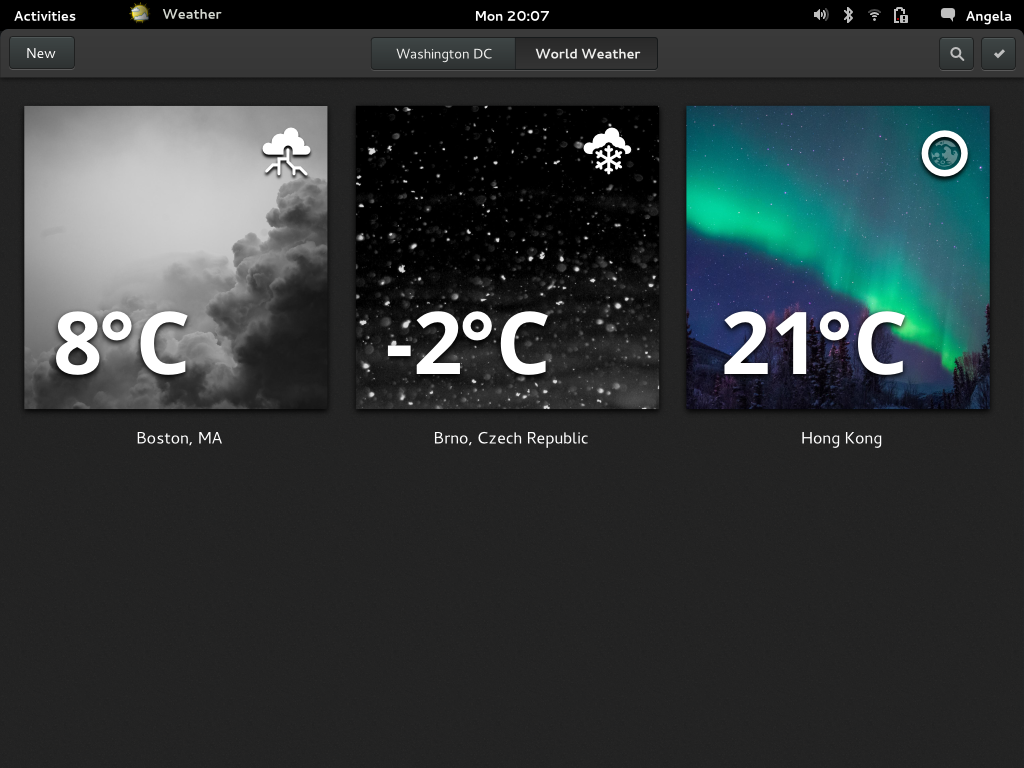 Activities Weather Mon 20:07 Angela
New Washington DC World Weather
8°C -2°C 21°C
Boston, MA Brno, Czech Republic Hong Kong